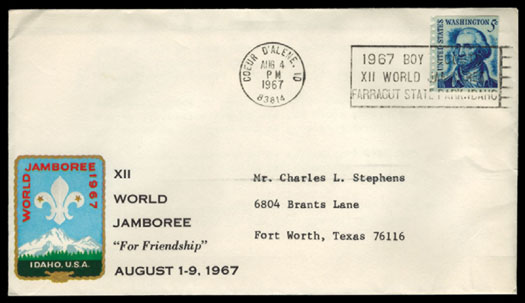 COEUR D'ALENE, ID
AUG 4
PM
1967
83814
1967 BOY
XII WORLD
FARRAGUT STATE PARK, IDAHO
UNITED STATES
WASHINGTON 5¢
WORLD JAMBOREE 1967
IDAHO, U.S.A.
XII
WORLD
JAMBOREE
"For Friendship"
AUGUST 1-9, 1967
Mr. Charles L. Stephens
6804 Brants Lane
Fort Worth, Texas 76116